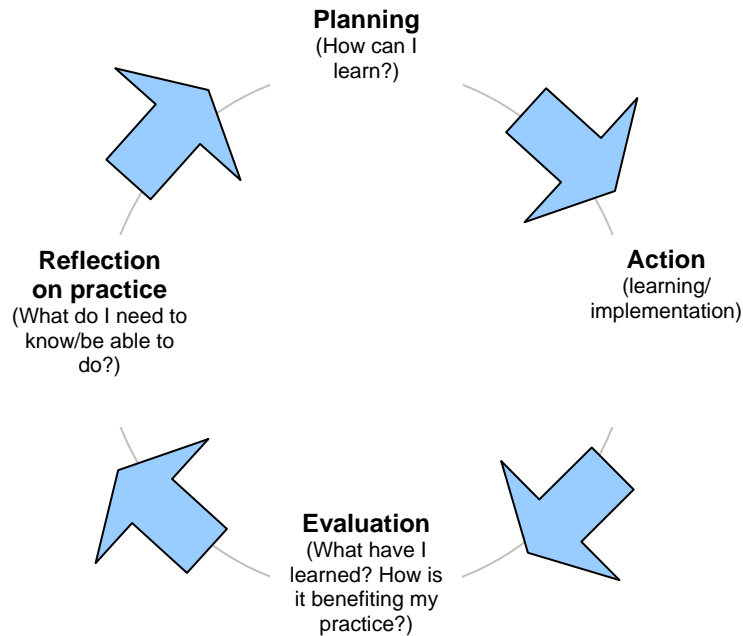 Planning
(How can I
learn?)
Action
(learning/
implementation)
Evaluation
(What have I
learned? How is
it benefiting my
practice?)
Reflection
on practice
(What do I need to
know/be able to
do?)